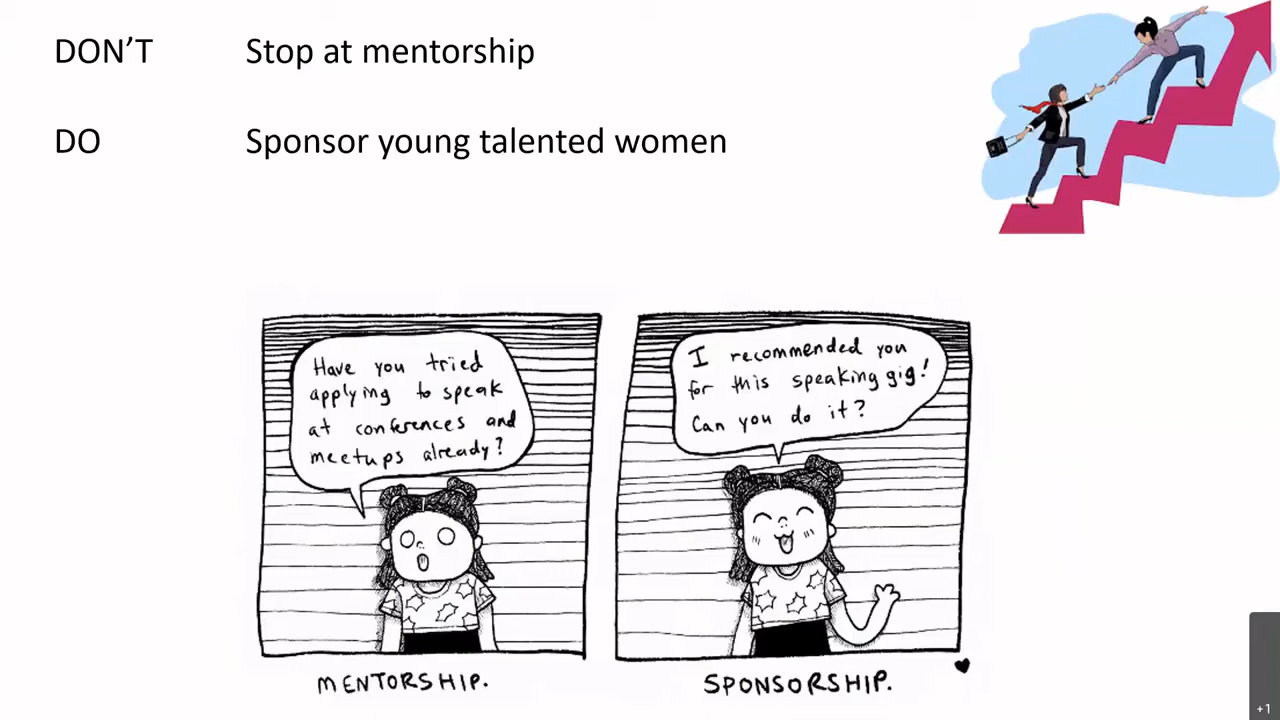 DON’T Stop at mentorship
DO Sponsor young talented women
Have you tried
applying to speak
at conferences and
meetups already?
MENTORSHIP.
I recommended you
for this speaking gig!
Can you do it?
SPONSORSHIP.
+1